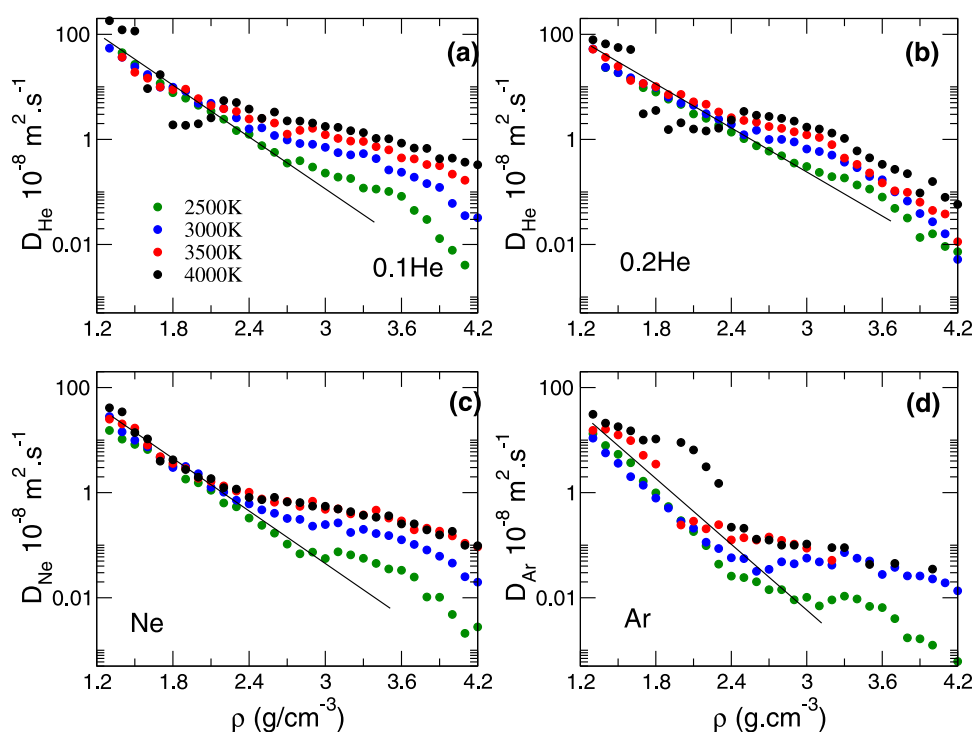 (a)
100
1
0.01
D_He 10^-8 m^2.s^-1
2500K
3000K
3500K
4000K
0.1He
1.2 1.8 2.4 3 3.6 4.2
(b)
100
1
0.01
D_He 10^-8 m^2.s^-1
0.2He
1.2 1.8 2.4 3 3.6 4.2
(c)
100
1
0.01
D_Ne 10^-8 m^2.s^-1
Ne
1.2 1.8 2.4 3 3.6 4.2
ρ (g/cm^-3)
(d)
100
1
0.01
D_Ar 10^-8 m^2.s^-1
Ar
1.2 1.8 2.4 3 3.6 4.2
ρ (g.cm^-3)